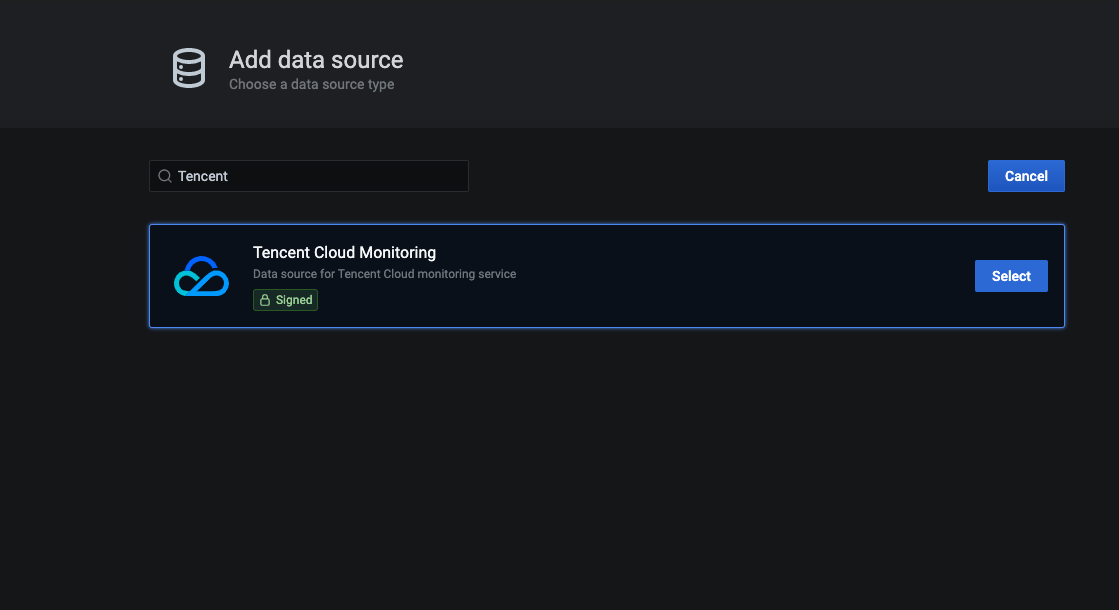 Add data source
Choose a data source type
Tencent
Cancel
Tencent Cloud Monitoring
Data source for Tencent Cloud monitoring service
Signed
Select